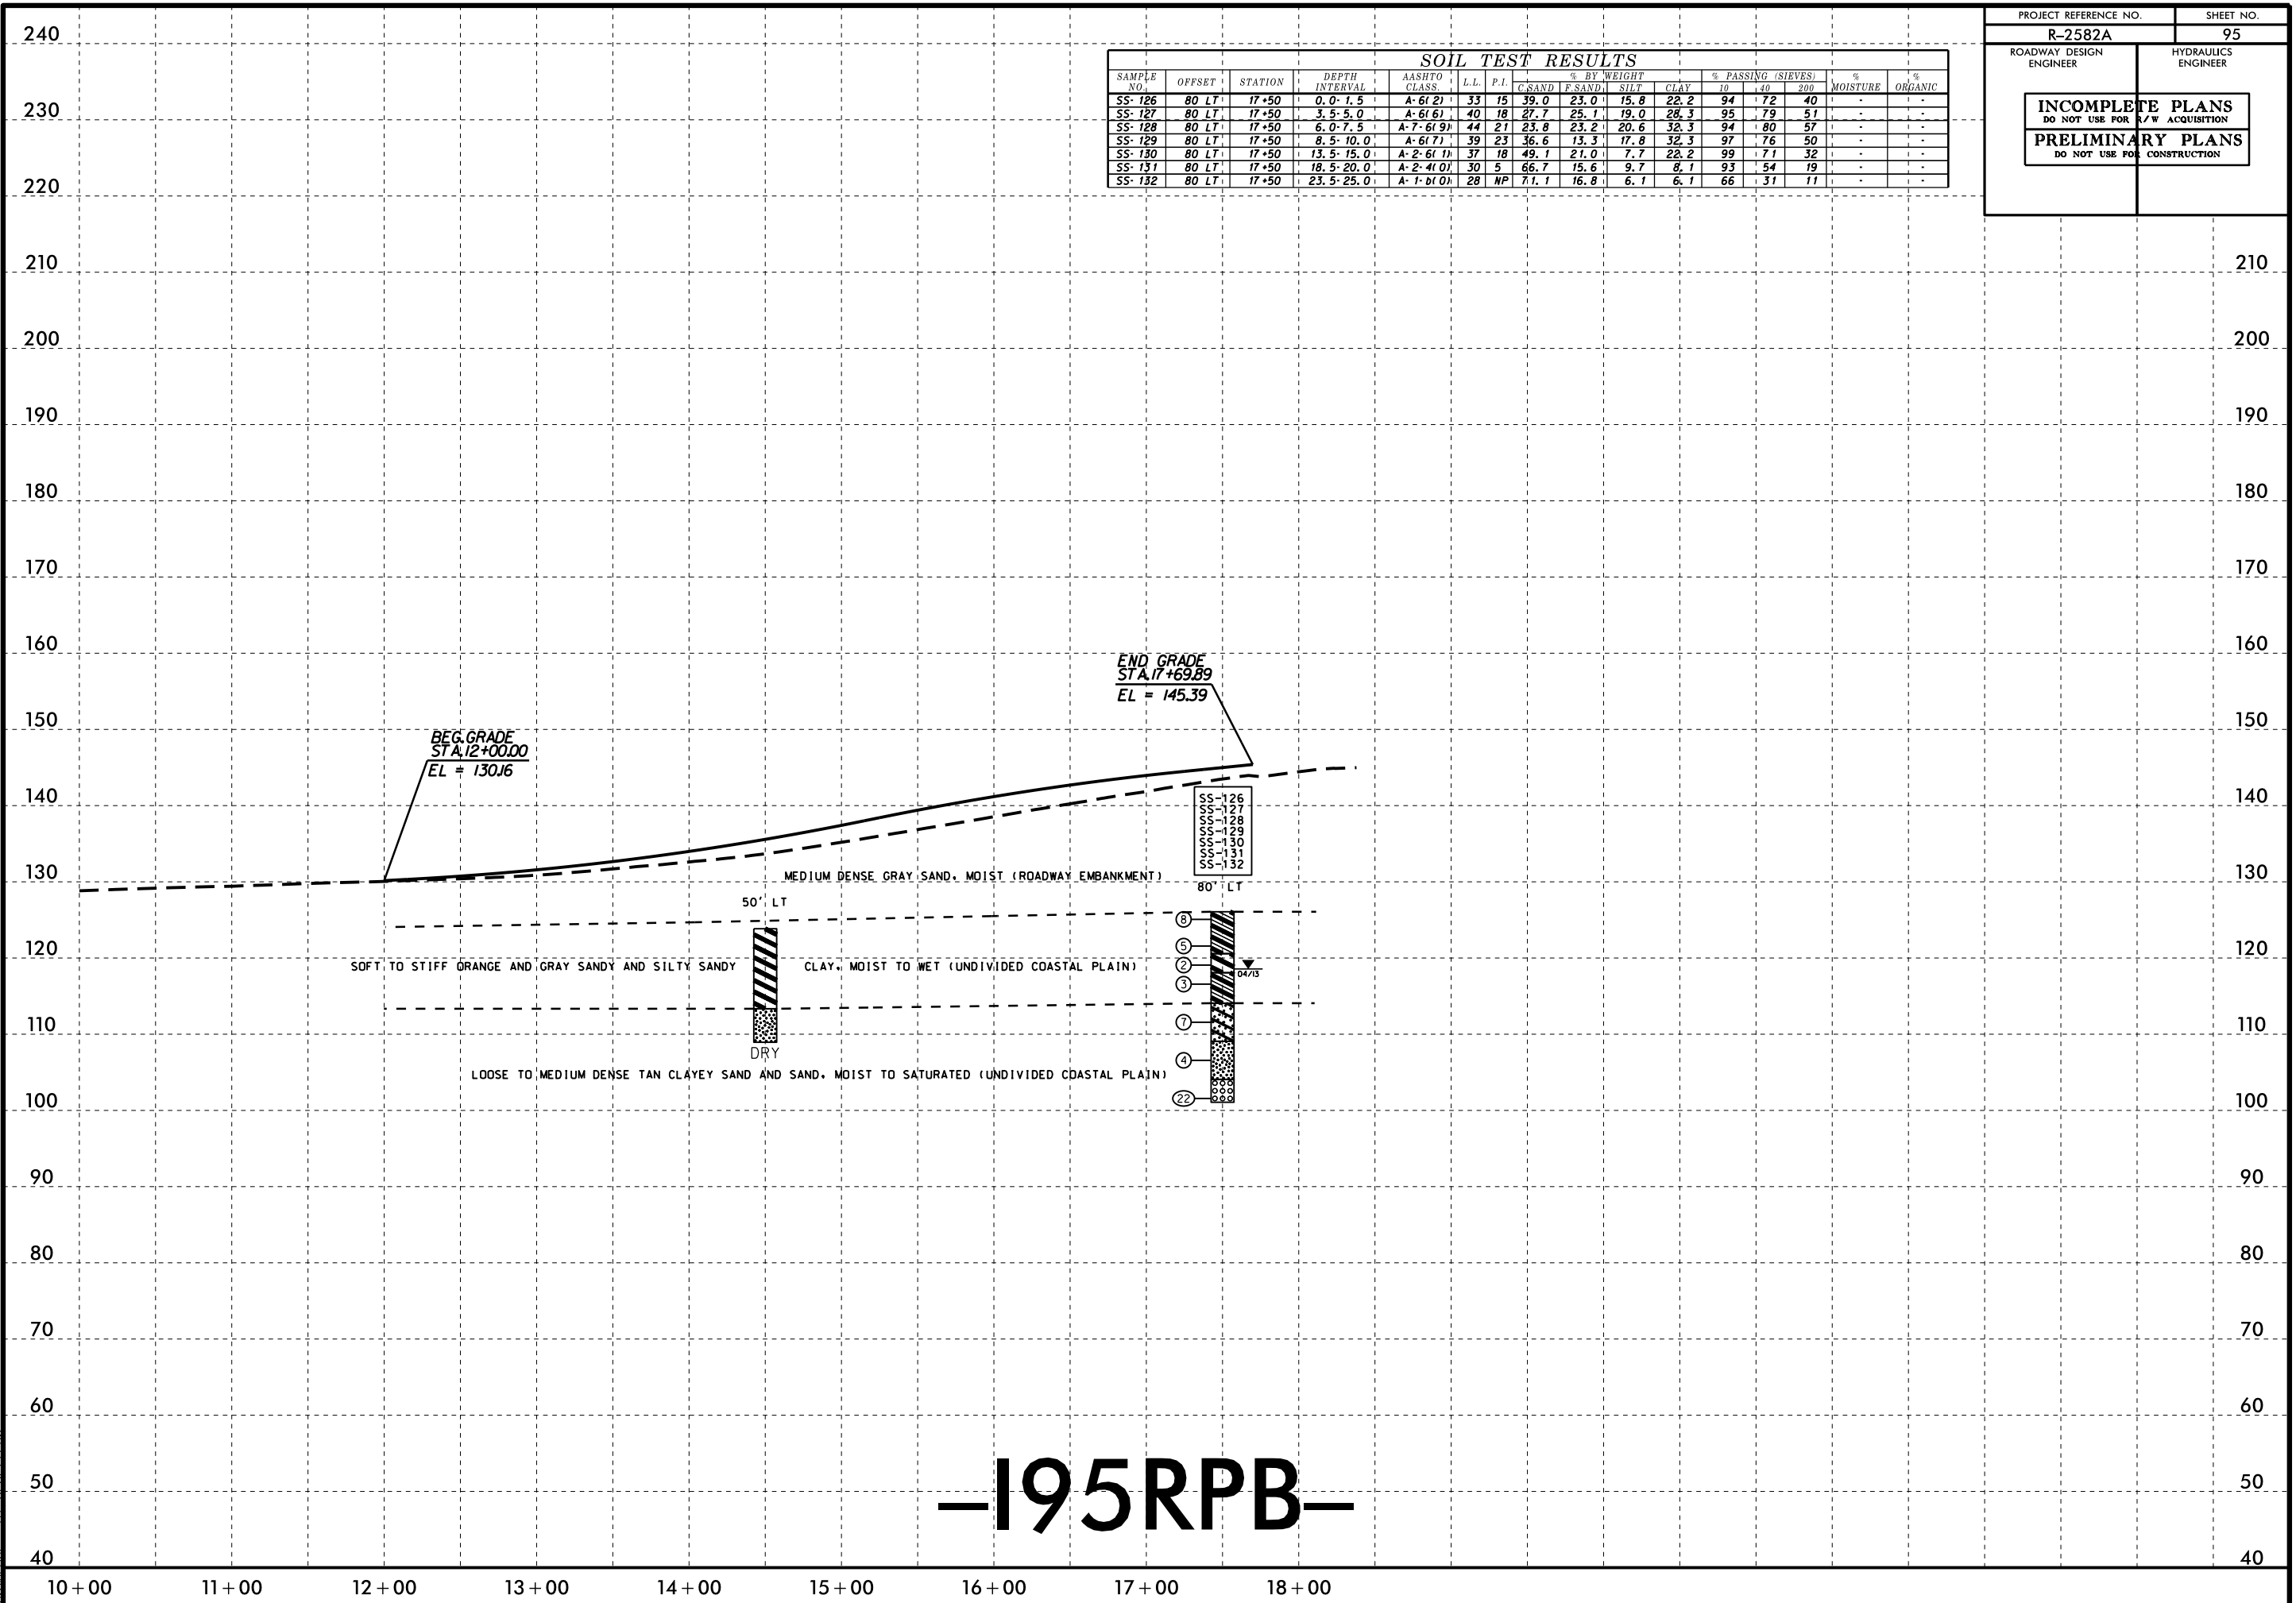 PROJECT REFERENCE NO. SHEET NO.
R-2582A 95
ROADWAY DESIGN ENGINEER HYDRAULICS ENGINEER
INCOMPLETE PLANS
DO NOT USE FOR R/W ACQUISITION
PRELIMINARY PLANS
DO NOT USE FOR CONSTRUCTION
SOIL TEST RESULTS
SAMPLE NO. OFFSET STATION DEPTH INTERVAL AASHTO CLASS. L.L. P.I. % BY WEIGHT % PASSING (SIEVES) % MOISTURE % ORGANIC
C.SAND F.SAND SILT CLAY 10 40 200
SS-126 80 LT 17+50 0.0-1.5 A-6(2) 33 15 39.0 23.0 15.8 22.2 94 72 40 - -
SS-127 80 LT 17+50 3.5-5.0 A-6(6) 40 18 27.7 25.1 19.0 28.3 95 79 51 - -
SS-128 80 LT 17+50 6.0-7.5 A-7-6(9) 44 21 23.8 23.2 20.6 32.3 94 80 57 - -
SS-129 80 LT 17+50 8.5-10.0 A-6(7) 39 23 36.6 13.3 17.8 32.3 97 76 50 - -
SS-130 80 LT 17+50 13.5-15.0 A-2-6(1) 37 18 49.1 21.0 7.7 22.2 99 71 32 - -
SS-131 80 LT 17+50 18.5-20.0 A-2-4(0) 30 5 66.7 15.6 9.7 8.1 93 54 19 - -
SS-132 80 LT 17+50 23.5-25.0 A-1-b(0) 28 NP 71.1 16.8 6.1 6.1 66 31 11 - -
240
230
220
210 210
200 200
190 190
180 180
170 170
160 160
END GRADE
STA.17+69.89
EL = 145.39
150 150
BEG.GRADE
STA.12+00.00
EL = 130.16
140 140
SS-126
SS-127
SS-128
SS-129
SS-130
SS-131
SS-132
130 130
MEDIUM DENSE GRAY SAND, MOIST (ROADWAY EMBANKMENT)
80' LT
50' LT
8
5
120 120
SOFT TO STIFF ORANGE AND GRAY SANDY AND SILTY SANDY CLAY, MOIST TO WET (UNDIVIDED COASTAL PLAIN)
2
04/13
3
7
110 110
DRY
4
LOOSE TO MEDIUM DENSE TAN CLAYEY SAND AND SAND, MOIST TO SATURATED (UNDIVIDED COASTAL PLAIN)
22
100 100
90 90
80 80
70 70
60 60
50 50
-I95RPB-
40 40
10+00 11+00 12+00 13+00 14+00 15+00 16+00 17+00 18+00